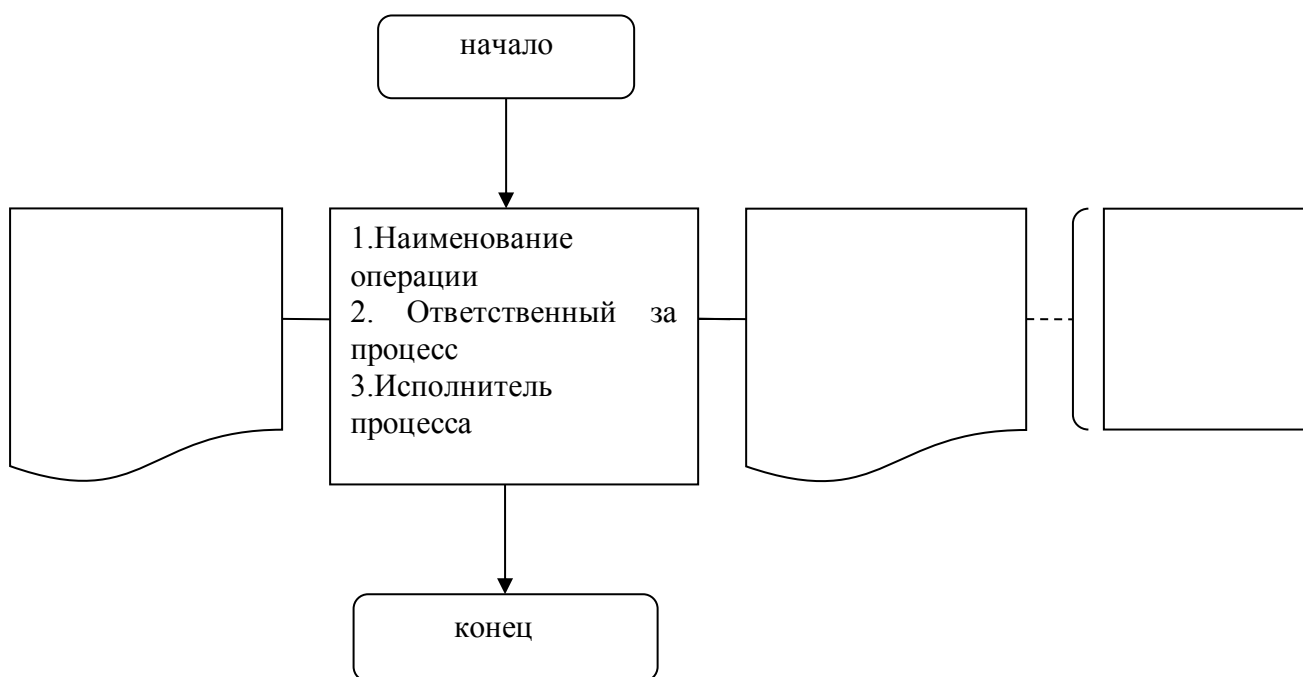 начало
1.Наименование
операции
2. Ответственный за
процесс
3.Исполнитель
процесса
конец